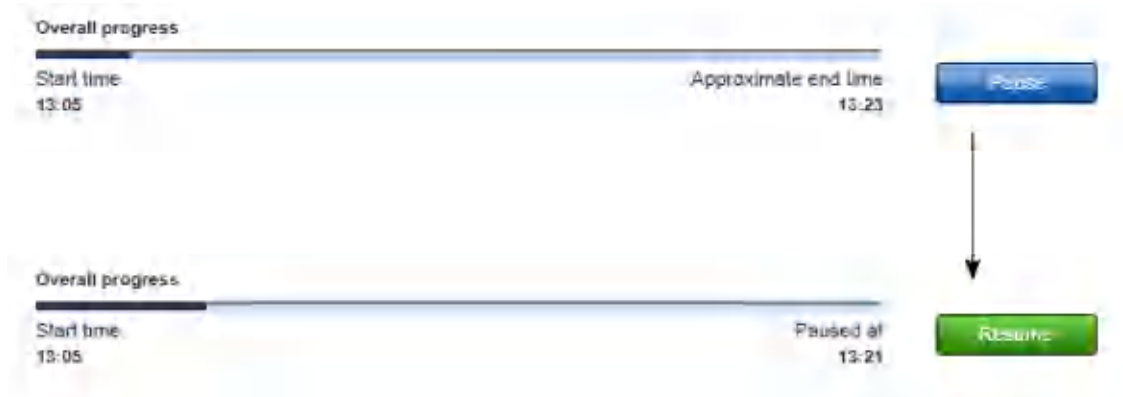 Overall progress
Start time
Approximate end time
13:05
13:23
Pause
Overall progress
Start time
Paused at
13:05
13:21
Resume